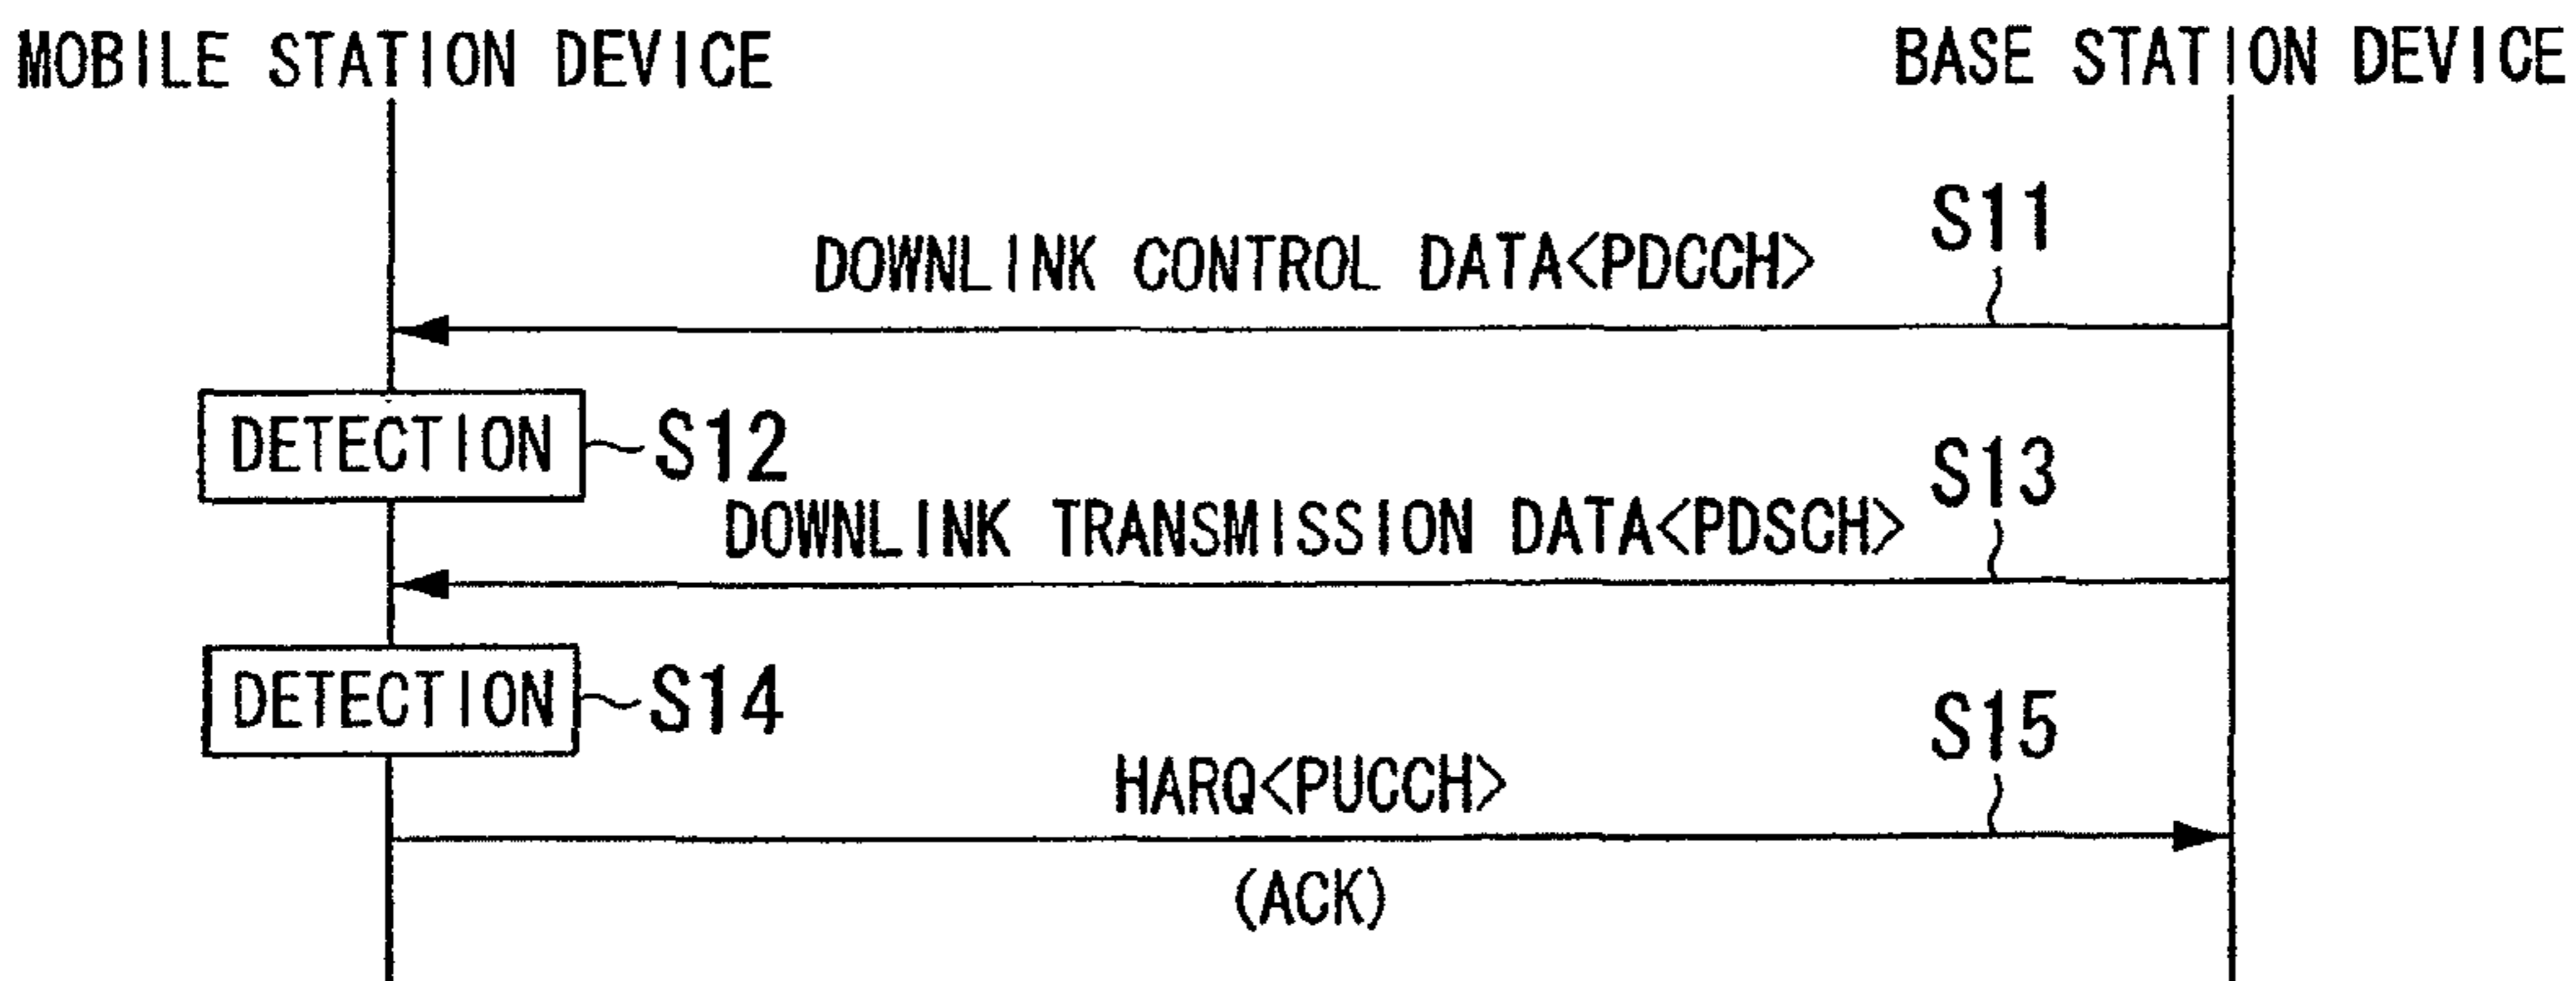 MOBILE STATION DEVICE
BASE STATION DEVICE
S11
DOWNLINK CONTROL DATA<PDCCH>
DETECTION
S12
S13
DOWNLINK TRANSMISSION DATA<PDSCH>
DETECTION
S14
S15
HARQ<PUCCH>
(ACK)